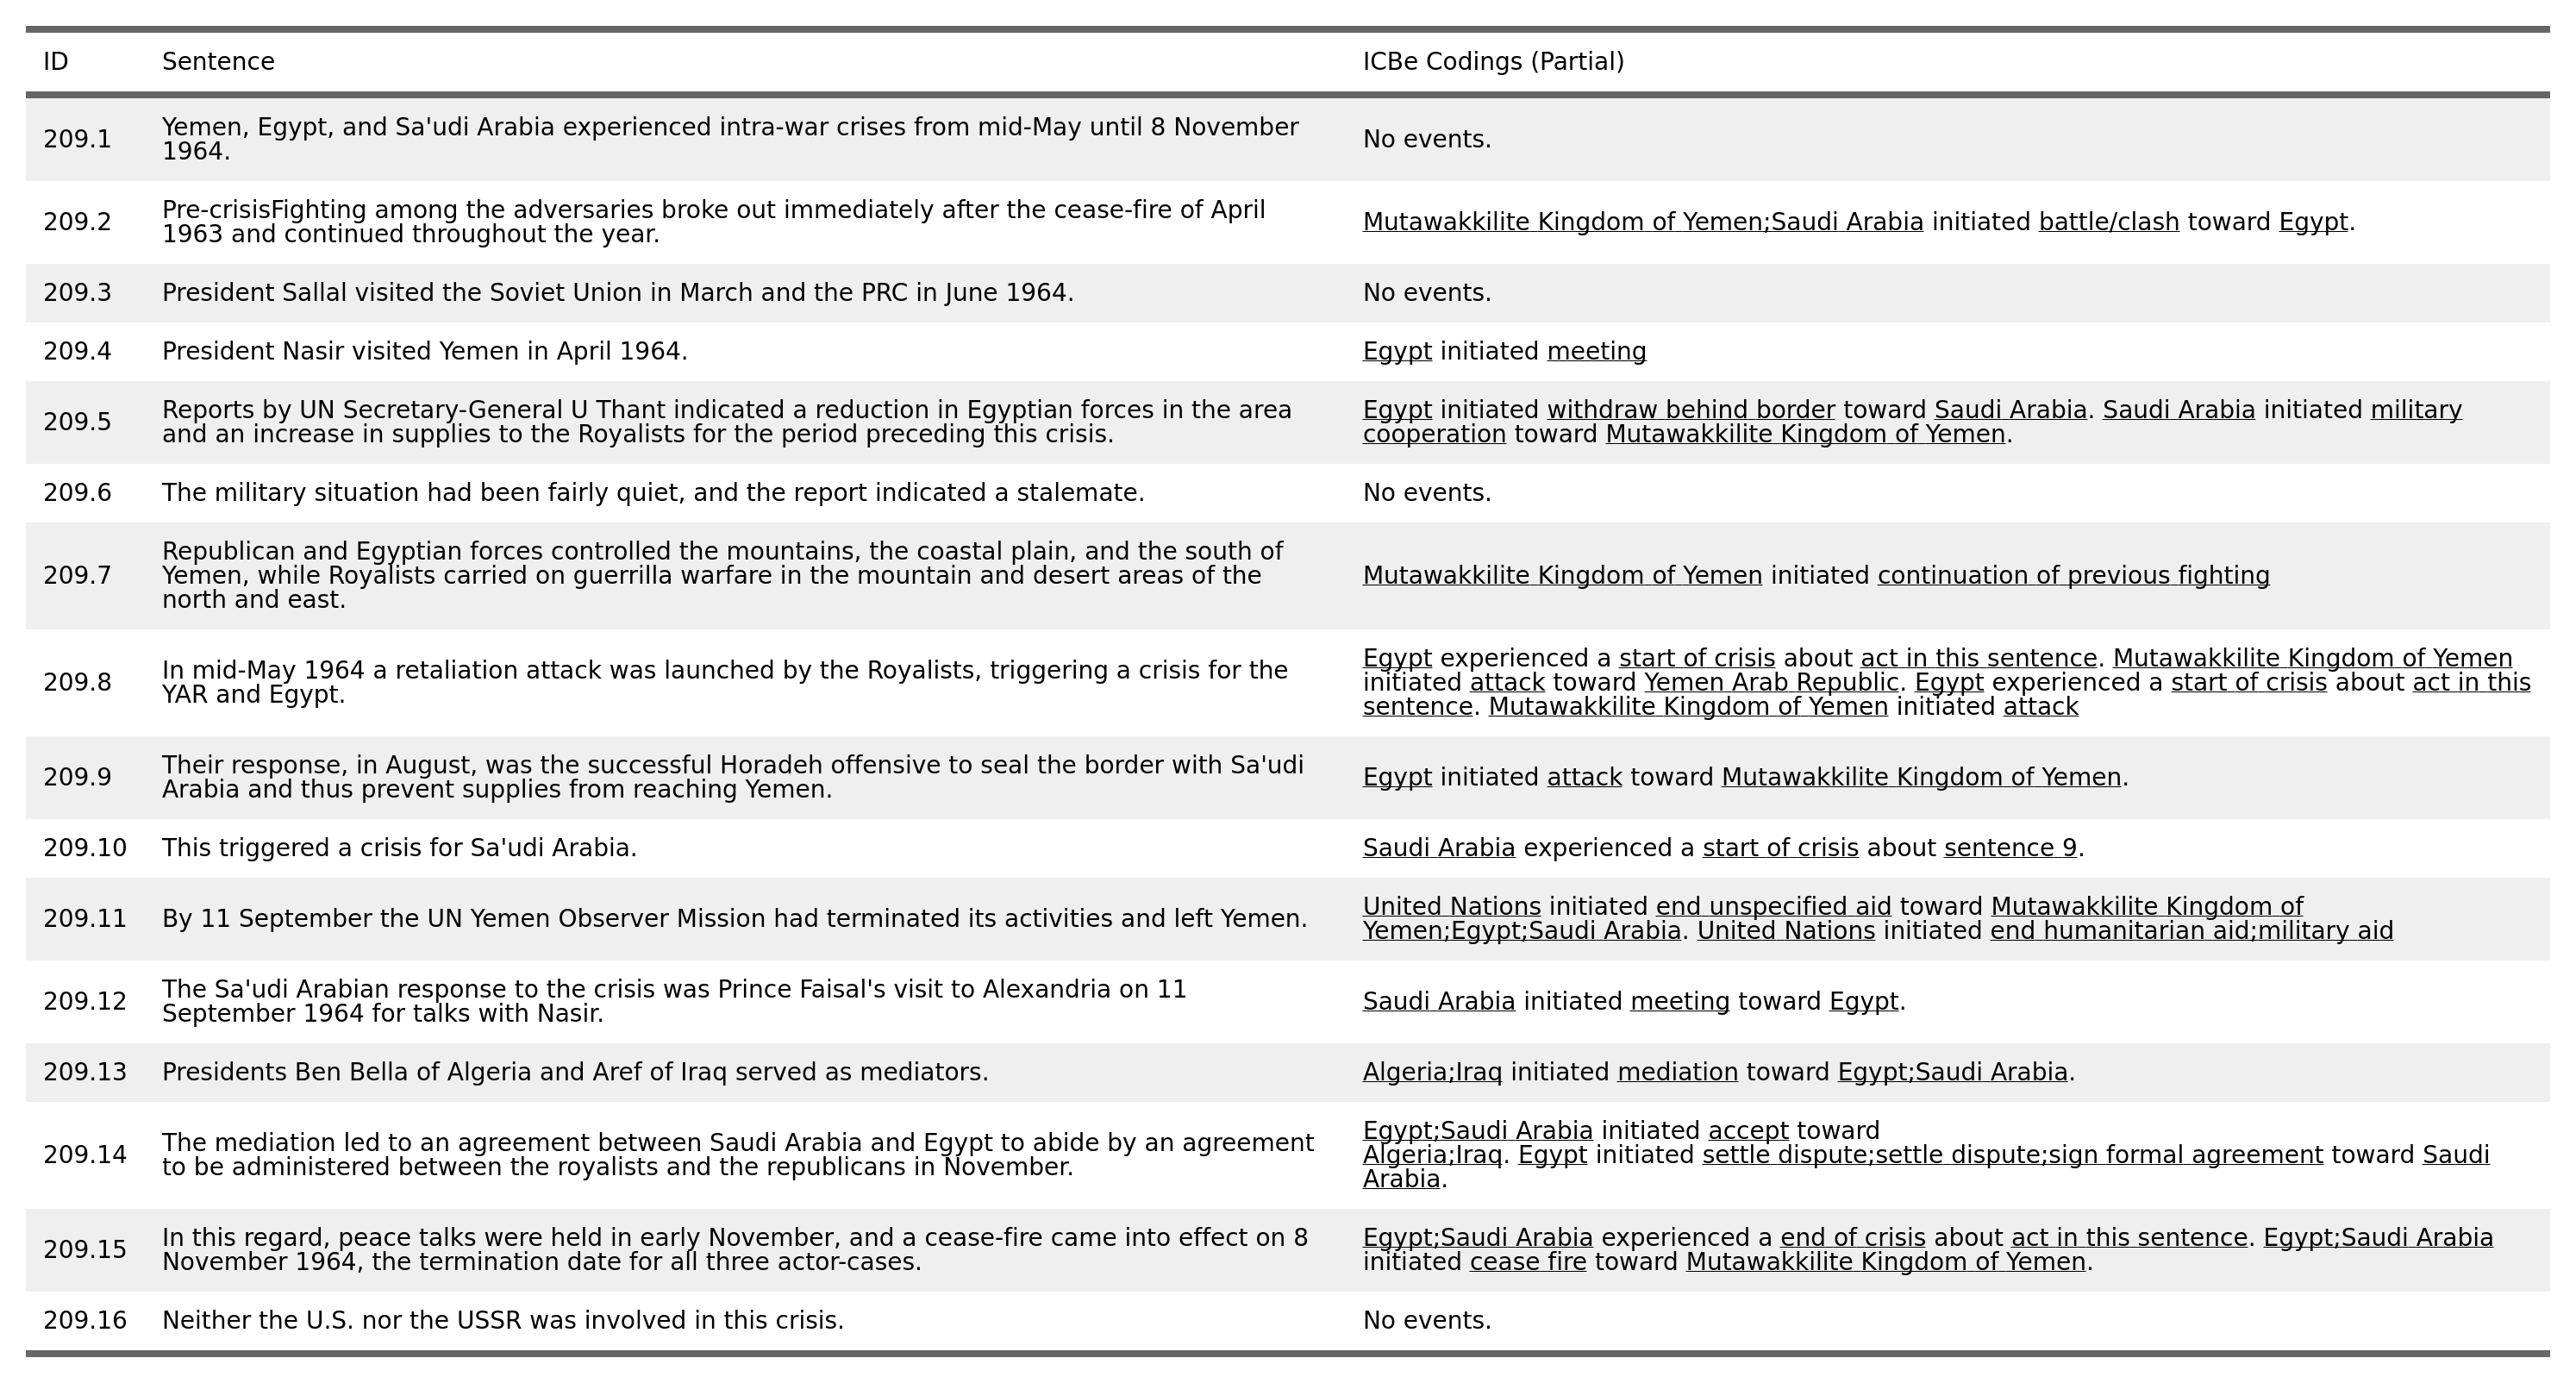 ID Sentence ICBe Codings (Partial)
209.1 Yemen, Egypt, and Sa'udi Arabia experienced intra-war crises from mid-May until 8 November
1964.
No events.
209.2 Pre-crisisFighting among the adversaries broke out immediately after the cease-fire of April
1963 and continued throughout the year.
Mutawakkilite Kingdom of Yemen;Saudi Arabia initiated battle/clash toward Egypt.
209.3 President Sallal visited the Soviet Union in March and the PRC in June 1964.
No events.
209.4 President Nasir visited Yemen in April 1964.
Egypt initiated meeting
209.5 Reports by UN Secretary-General U Thant indicated a reduction in Egyptian forces in the area
and an increase in supplies to the Royalists for the period preceding this crisis.
Egypt initiated withdraw behind border toward Saudi Arabia. Saudi Arabia initiated military
cooperation toward Mutawakkilite Kingdom of Yemen.
209.6 The military situation had been fairly quiet, and the report indicated a stalemate.
No events.
209.7 Republican and Egyptian forces controlled the mountains, the coastal plain, and the south of
Yemen, while Royalists carried on guerrilla warfare in the mountain and desert areas of the
north and east.
Mutawakkilite Kingdom of Yemen initiated continuation of previous fighting
209.8 In mid-May 1964 a retaliation attack was launched by the Royalists, triggering a crisis for the
YAR and Egypt.
Egypt experienced a start of crisis about act in this sentence. Mutawakkilite Kingdom of Yemen
initiated attack toward Yemen Arab Republic. Egypt experienced a start of crisis about act in this
sentence. Mutawakkilite Kingdom of Yemen initiated attack
209.9 Their response, in August, was the successful Horadeh offensive to seal the border with Sa'udi
Arabia and thus prevent supplies from reaching Yemen.
Egypt initiated attack toward Mutawakkilite Kingdom of Yemen.
209.10 This triggered a crisis for Sa'udi Arabia.
Saudi Arabia experienced a start of crisis about sentence 9.
209.11 By 11 September the UN Yemen Observer Mission had terminated its activities and left Yemen.
United Nations initiated end unspecified aid toward Mutawakkilite Kingdom of
Yemen;Egypt;Saudi Arabia. United Nations initiated end humanitarian aid;military aid
209.12 The Sa'udi Arabian response to the crisis was Prince Faisal's visit to Alexandria on 11
September 1964 for talks with Nasir.
Saudi Arabia initiated meeting toward Egypt.
209.13 Presidents Ben Bella of Algeria and Aref of Iraq served as mediators.
Algeria;Iraq initiated mediation toward Egypt;Saudi Arabia.
209.14 The mediation led to an agreement between Saudi Arabia and Egypt to abide by an agreement
to be administered between the royalists and the republicans in November.
Egypt;Saudi Arabia initiated accept toward
Algeria;Iraq. Egypt initiated settle dispute;settle dispute;sign formal agreement toward Saudi
Arabia.
209.15 In this regard, peace talks were held in early November, and a cease-fire came into effect on 8
November 1964, the termination date for all three actor-cases.
Egypt;Saudi Arabia experienced a end of crisis about act in this sentence. Egypt;Saudi Arabia
initiated cease fire toward Mutawakkilite Kingdom of Yemen.
209.16 Neither the U.S. nor the USSR was involved in this crisis.
No events.